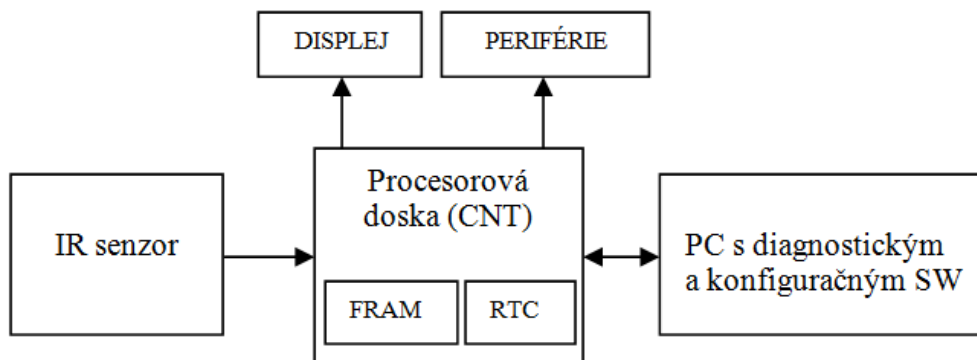 DISPLEJ
PERIFÉRIE
Procesorová
doska (CNT)
IR senzor
PC s diagnostickým
a konfiguračným SW
FRAM
RTC